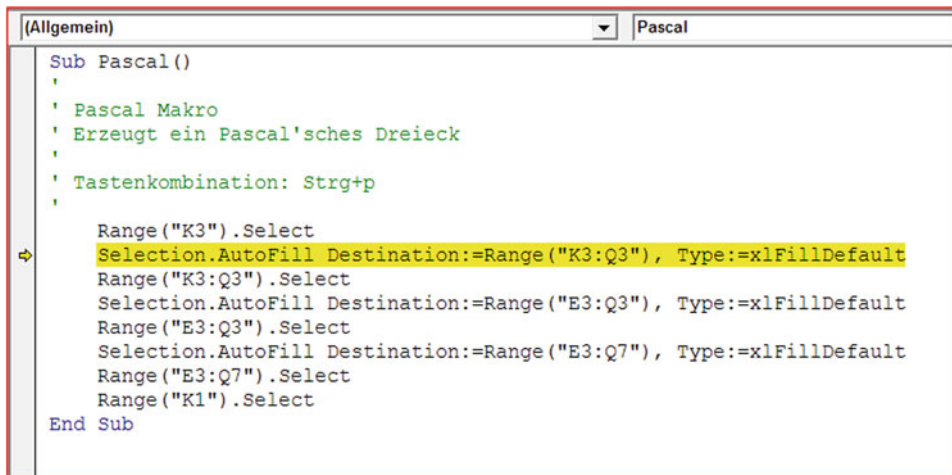 (Allgemein) Pascal
Sub Pascal()
'
' Pascal Makro
' Erzeugt ein Pascal'sches Dreieck
'
' Tastenkombination: Strg+p
'
Range("K3").Select
Selection.AutoFill Destination:=Range("K3:Q3"), Type:=xlFillDefault
Range("K3:Q3").Select
Selection.AutoFill Destination:=Range("E3:Q3"), Type:=xlFillDefault
Range("E3:Q3").Select
Selection.AutoFill Destination:=Range("E3:Q7"), Type:=xlFillDefault
Range("E3:Q7").Select
Range("K1").Select
End Sub